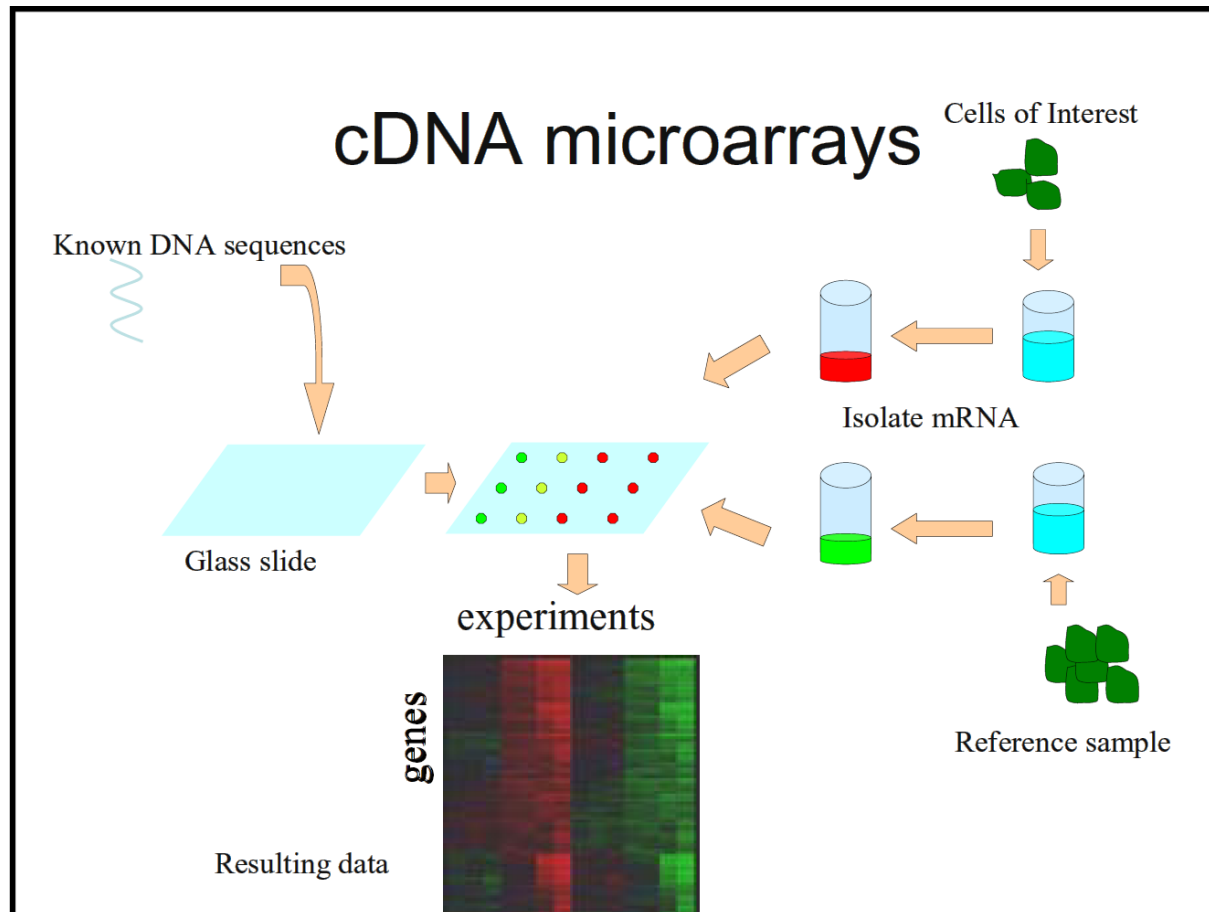 cDNA microarrays
Cells of Interest
Known DNA sequences
Isolate mRNA
Glass slide
experiments
genes
Reference sample
Resulting data